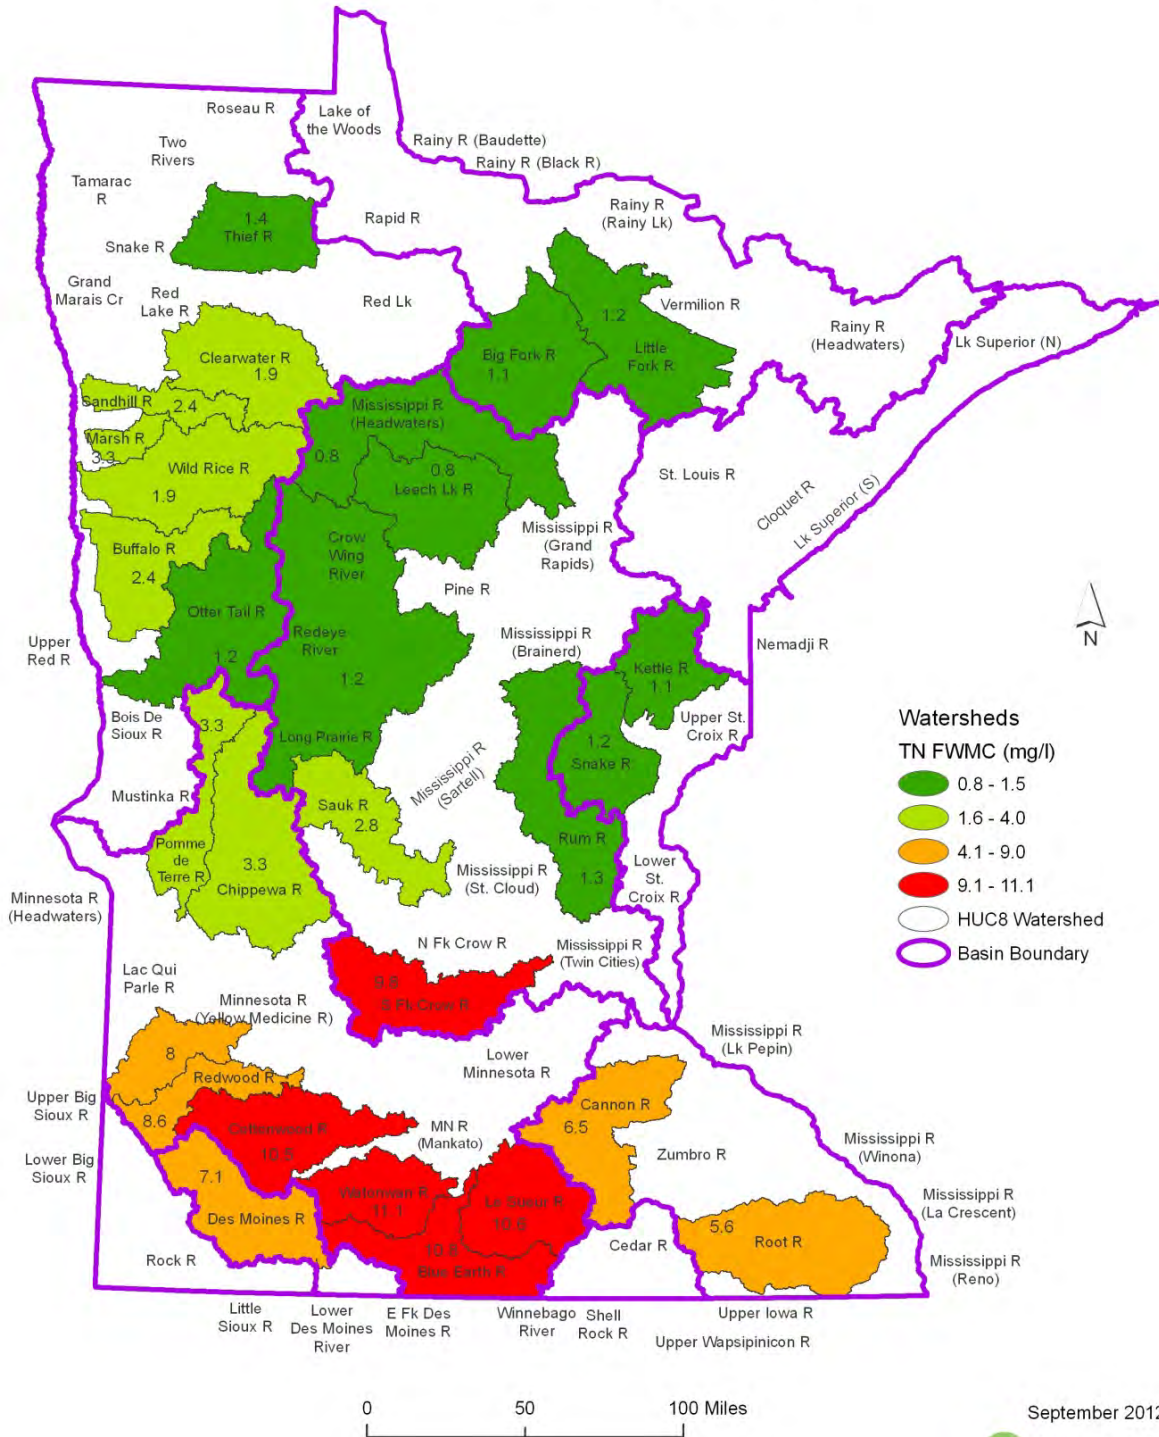 Roseau R
Lake of
the Woods
Rainy R (Baudette)
Rainy R (Black R)
Two
Rivers
Tamarac
R
Rapid R
Rainy R
(Rainy Lk)
1.4
Thief R
Snake R
Grand
Marais Cr
Red
Lake R
Red Lk
Vermilion R
1.2
Little
Fork R
Rainy R
(Headwaters)
Lk Superior (N)
Big Fork R
1.1
Clearwater R
1.9
Sandhill R
2.4
Mississippi R
(Headwaters)
Marsh R
3.3
0.8
0.8
Leech Lk R
Wild Rice R
1.9
St. Louis R
Cloquet R
Lk Superior (S)
Mississippi R
(Grand
Rapids)
Buffalo R
2.4
Crow
Wing
River
Pine R
Otter Tail R
1.2
Redeye
River
1.2
Mississippi R
(Brainerd)
Nemadji R
N
Upper
Red R
Kettle R
1.1
Bois De
Sioux R
3.3
Long Prairie R
Upper St.
Croix R
1.2
Snake R
Mississippi R
(Sartell)
Mustinka R
Sauk R
2.8
Pomme
de
Terre R
3.3
Chippewa R
Rum R
1.3
Mississippi R
(St. Cloud)
Lower
St.
Croix R
Minnesota R
(Headwaters)
Watersheds
TN FWMC (mg/l)
0.8 - 1.5
1.6 - 4.0
4.1 - 9.0
9.1 - 11.1
HUC8 Watershed
Basin Boundary
N Fk Crow R
Mississippi R
(Twin Cities)
Lac Qui
Parle R
S Fk Crow R
Minnesota R
(Yellow Medicine R)
Mississippi R
(Lk Pepin)
Lower
Minnesota R
8
Redwood R
8.6
Upper Big
Sioux R
Cottonwood R
10.5
Cannon R
6.5
MN R
(Mankato)
Zumbro R
Mississippi R
(Winona)
Lower Big
Sioux R
7.1
Des Moines R
Watonwan R
11.1
Le Sueur R
Mississippi R
(La Crescent)
5.6
Root R
Cedar R
Rock R
Blue Earth R
Mississippi R
(Reno)
Little
Sioux R
Lower
Des Moines
River
E Fk Des
Moines R
Winnebago
River
Shell
Rock R
Upper Iowa R
Upper Wapsipinicon R
0 50 100 Miles
September 2012